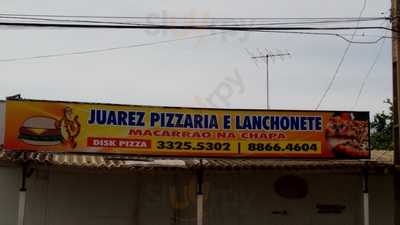 JUAREZ PIZZARIA E LANCHONETE
MACARRÃO NA CHAPA
DISK PIZZA 3325.5302 | 8866.4604